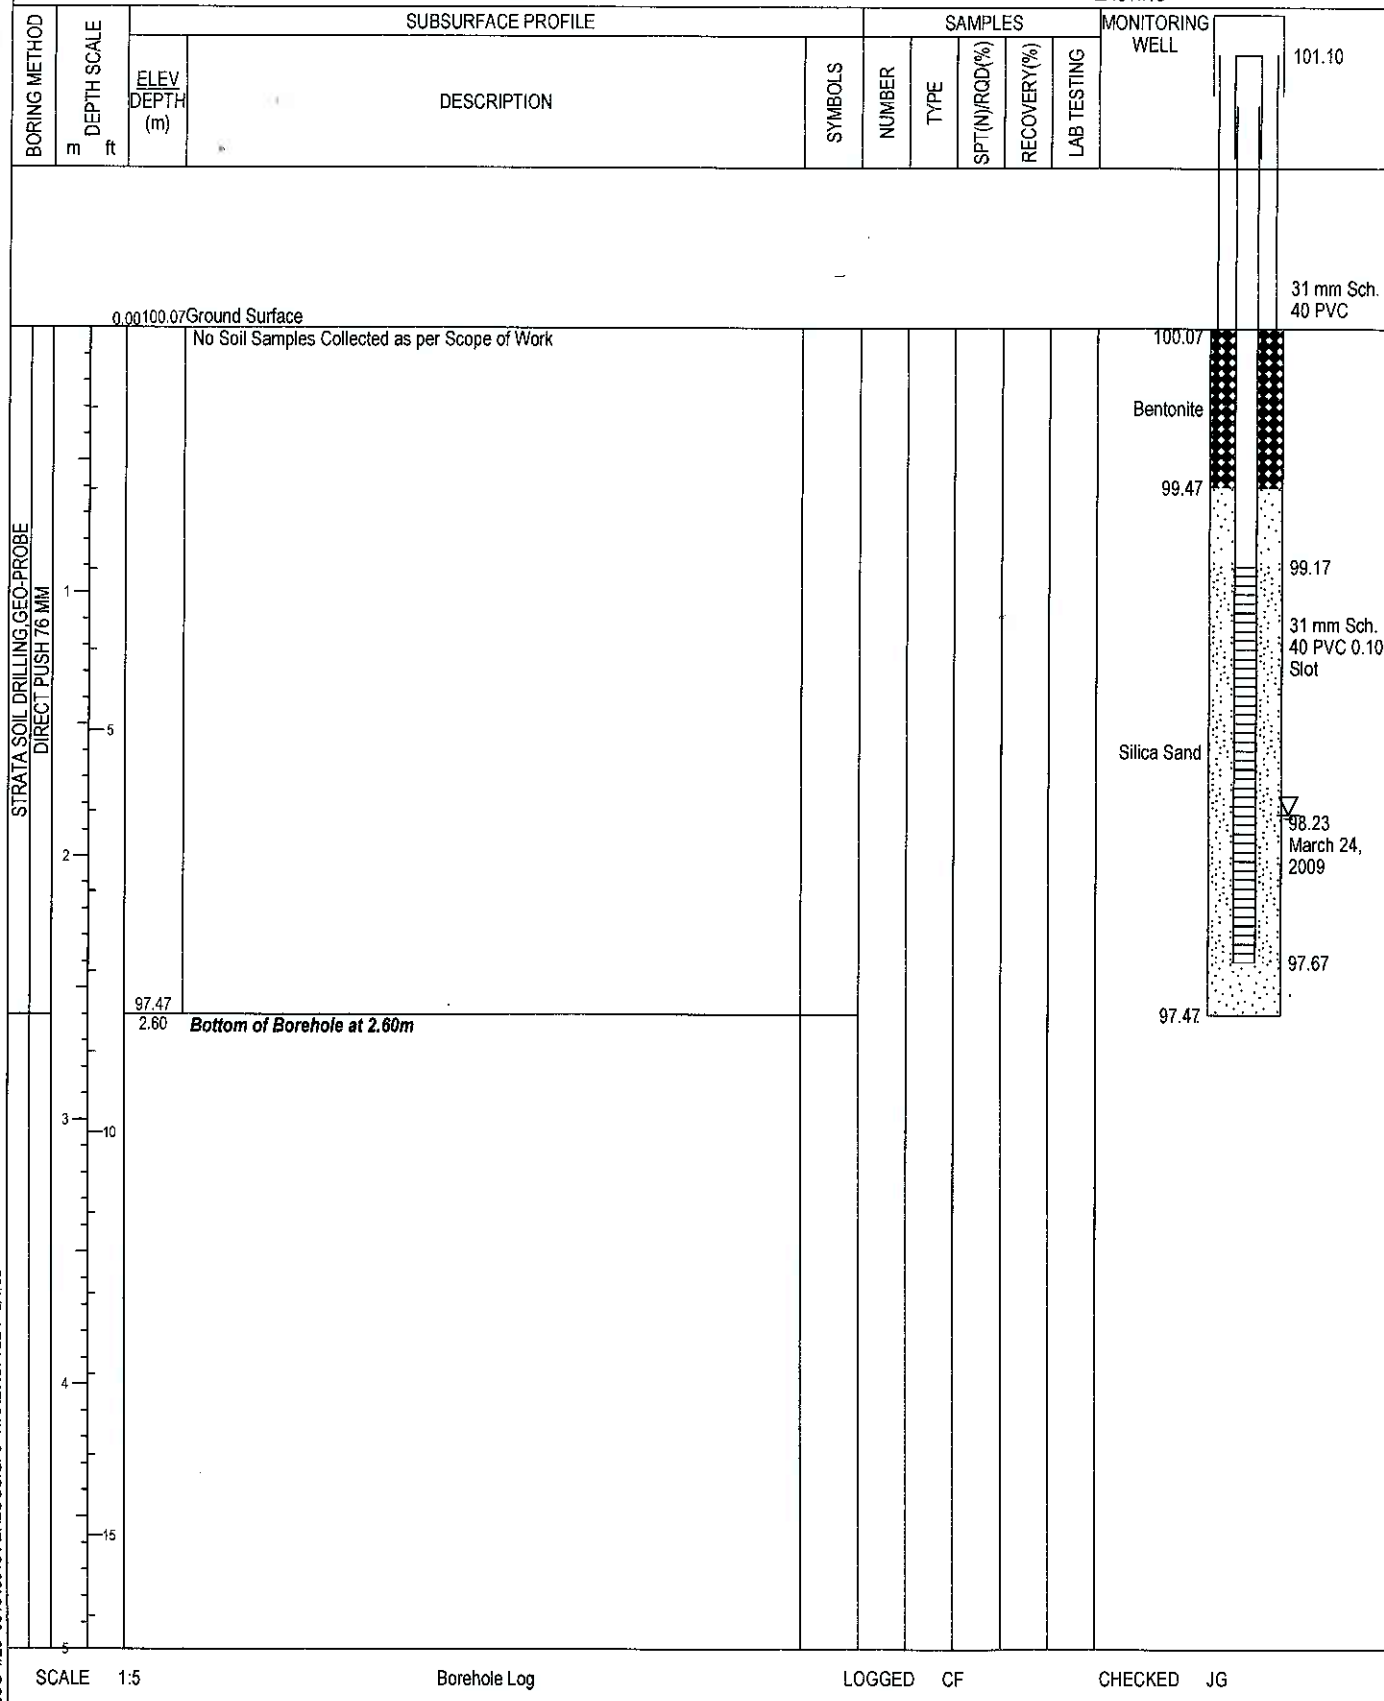 SUBSURFACE PROFILE
SAMPLES
MONITORING
WELL
BORING METHOD
DEPTH SCALE
m ft
ELEV
DEPTH
(m)
DESCRIPTION
SYMBOLS
NUMBER
TYPE
SPT(N)/RQD(%)
RECOVERY(%)
LAB TESTING
101.10
31 mm Sch.
40 PVC
0.00 100.07 Ground Surface
No Soil Samples Collected as per Scope of Work
100.07
Bentonite
99.47
STRATA SOIL DRILLING,GEO-PROBE
DIRECT PUSH 76 MM
99.17
1
31 mm Sch.
40 PVC 0.10
Slot
5
Silica Sand
98.23
March 24,
2009
2
97.67
97.47
2.60 Bottom of Borehole at 2.60m
97.47
3
10
4
15
5
SCALE 1:5
Borehole Log
LOGGED CF
CHECKED JG